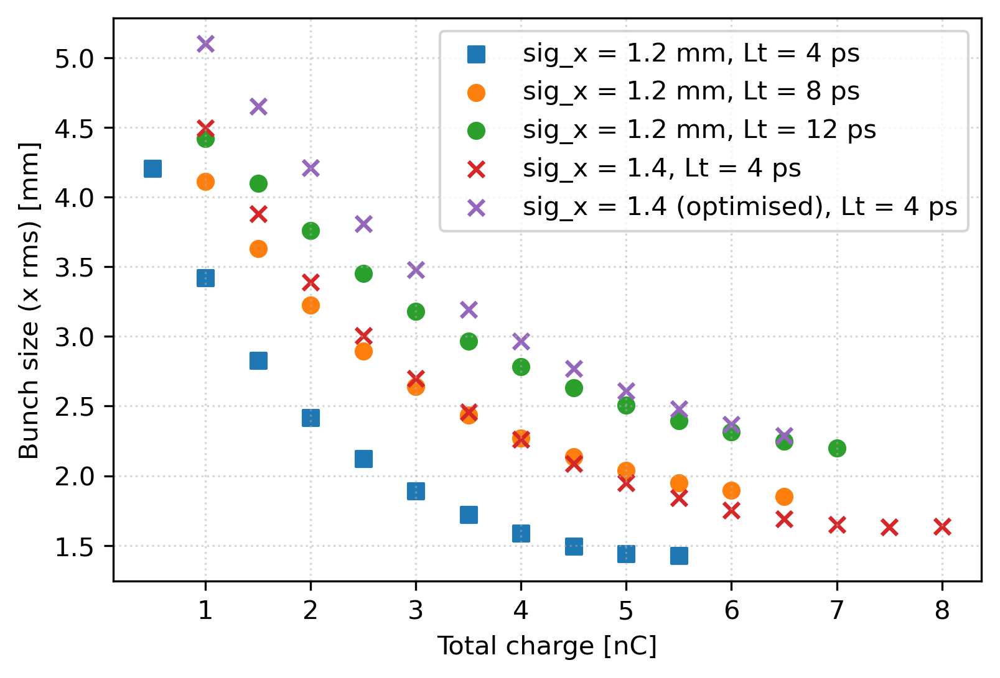 sig_x = 1.2 mm, Lt = 4 ps
sig_x = 1.2 mm, Lt = 8 ps
sig_x = 1.2 mm, Lt = 12 ps
sig_x = 1.4, Lt = 4 ps
sig_x = 1.4 (optimised), Lt = 4 ps
Bunch size (x rms) [mm]
5.0
4.5
4.0
3.5
3.0
2.5
2.0
1.5
1 2 3 4 5 6 7 8
Total charge [nC]